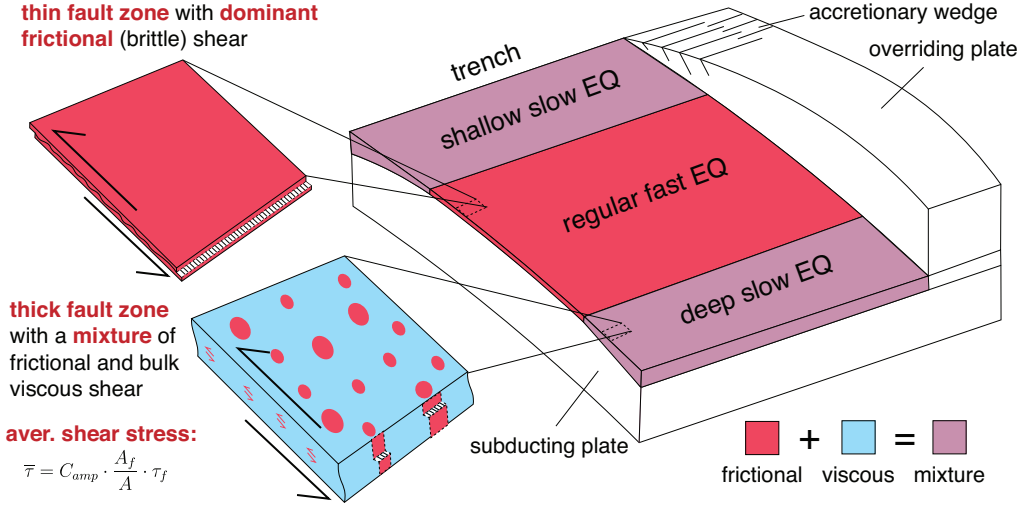 thin fault zone with dominant
frictional (brittle) shear
trench
accretionary wedge
overriding plate
shallow slow EQ
regular fast EQ
deep slow EQ
thick fault zone
with a mixture of
frictional and bulk
viscous shear
aver. shear stress:
τ̅ = C_amp · A_f/A · τ_f
subducting plate
+ =
frictional viscous mixture